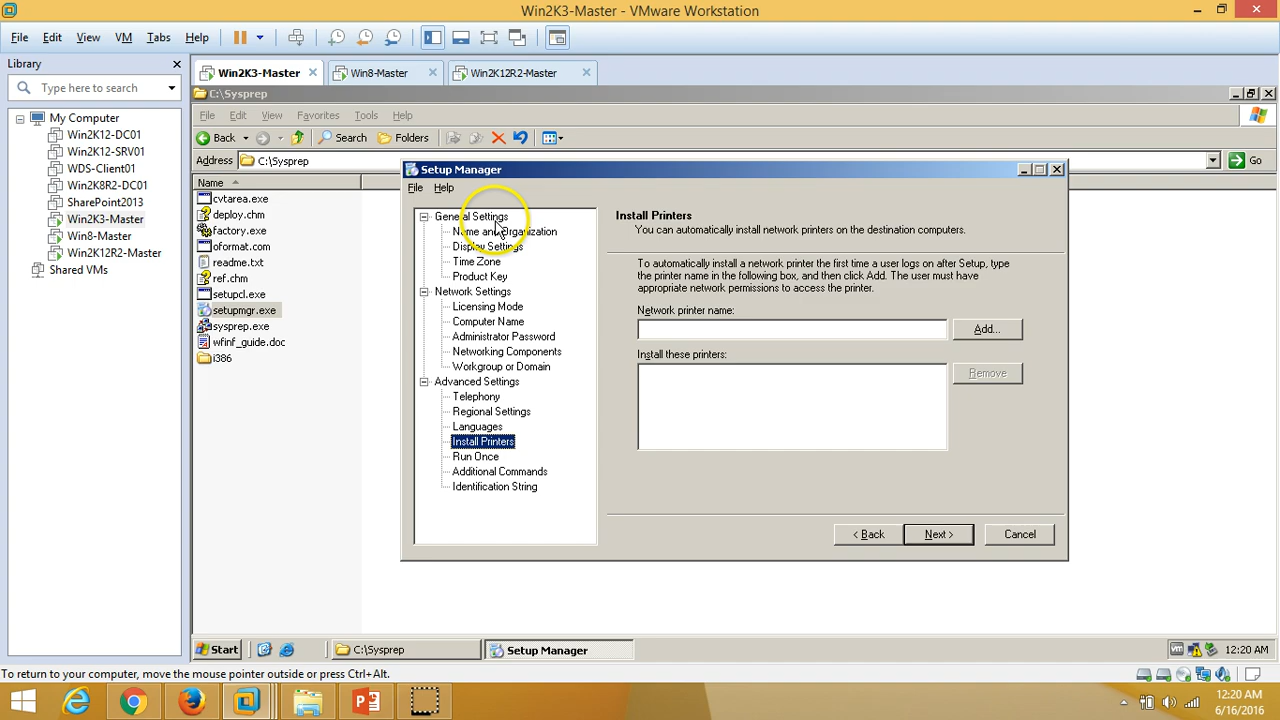 Win2K3-Master - VMware Workstation
File Edit View VM Tabs Help
Library
Type here to search
Win2K3-Master
Win8-Master
Win2K12R2-Master
My Computer
Win2K12-DC01
Win2K12-SRV01
WDS-Client01
Win2K8R2-DC01
SharePoint2013
Win2K3-Master
Win8-Master
Win2K12R2-Master
Shared VMs
C:\Sysprep
File Edit View Favorites Tools Help
Back Search Folders
Address C:\Sysprep Go
Name
cvtarea.exe
deploy.chm
factory.exe
oformat.com
readme.txt
ref.chm
setupcl.exe
setupmgr.exe
sysprep.exe
wfinf_guide.doc
i386
Setup Manager
File Help
General Settings
Name and Organization
Display Settings
Time Zone
Product Key
Network Settings
Licensing Mode
Computer Name
Administrator Password
Networking Components
Workgroup or Domain
Advanced Settings
Telephony
Regional Settings
Languages
Install Printers
Run Once
Additional Commands
Identification String
Install Printers
You can automatically install network printers on the destination computers.
To automatically install a network printer the first time a user logs on after Setup, type
the printer name in the following box, and then click Add. The user must have
appropriate network permissions to access the printer.
Network printer name:
Add...
Install these printers:
Remove
< Back Next > Cancel
Start C:\Sysprep Setup Manager 12:20 AM
To return to your computer, move the mouse pointer outside or press Ctrl+Alt.
12:20 AM
6/16/2016